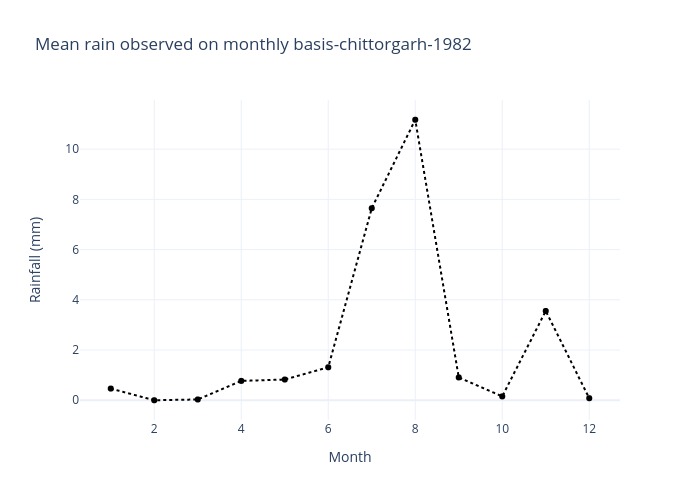 Mean rain observed on monthly basis-chittorgarh-1982
Rainfall (mm)
10
8
6
4
2
0
2 4 6 8 10 12
Month